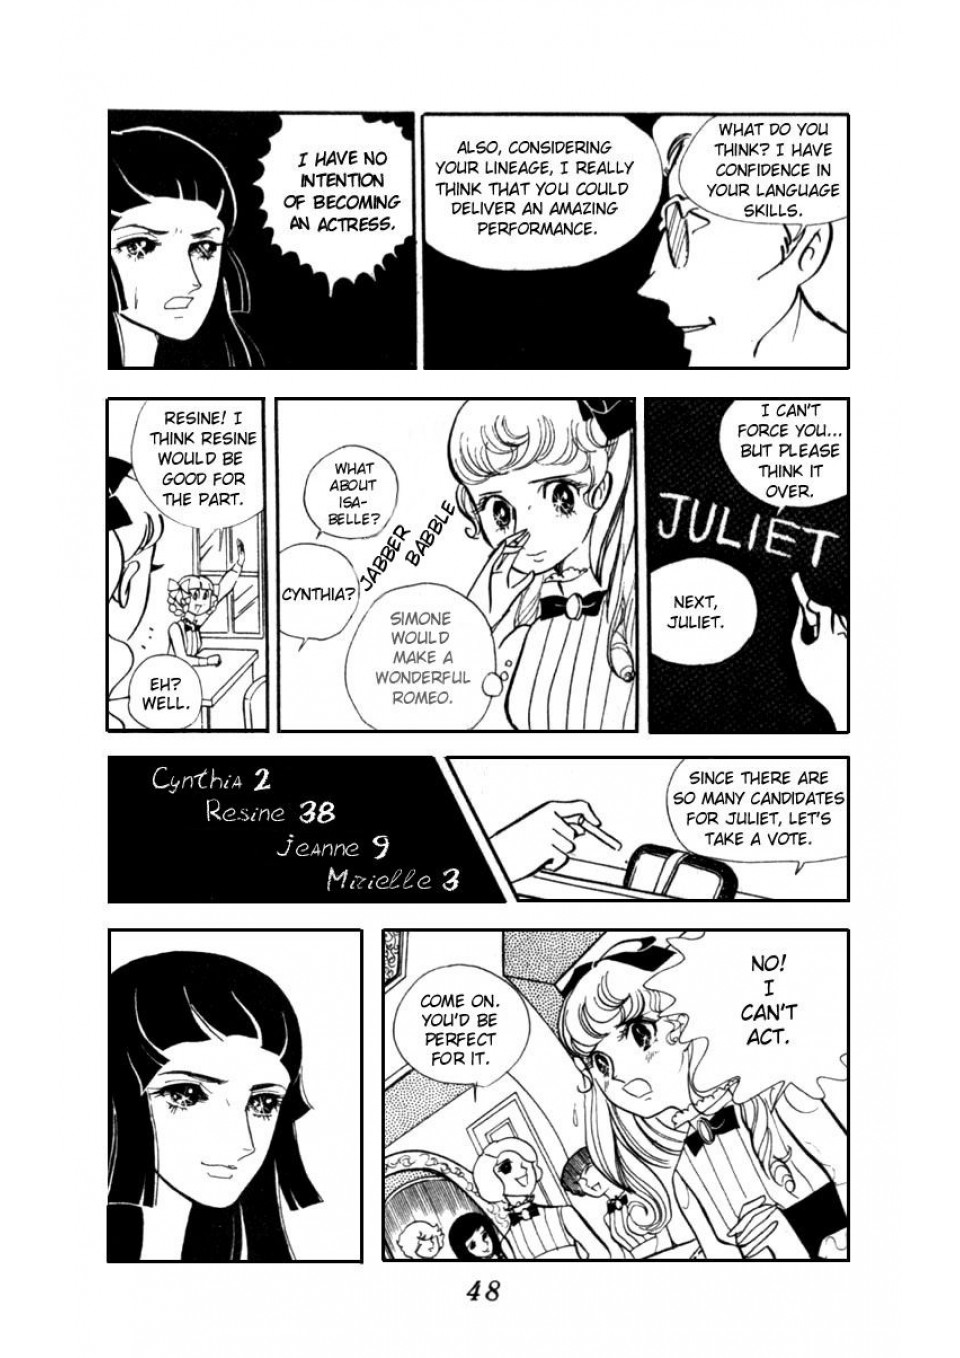 WHAT DO YOU
THINK? I HAVE
CONFIDENCE IN
YOUR LANGUAGE
SKILLS.
ALSO, CONSIDERING
YOUR LINEAGE, I REALLY
THINK THAT YOU COULD
DELIVER AN AMAZING
PERFORMANCE.
I HAVE NO
INTENTION
OF BECOMING
AN ACTRESS.
I CAN'T
FORCE YOU...
BUT PLEASE
THINK IT
OVER.
JULIET
NEXT,
JULIET.
WHAT
ABOUT
ISA-
BELLE?
JABBER
BABBLE
CYNTHIA?
SIMONE
WOULD
MAKE A
WONDERFUL
ROMEO.
RESINE! I
THINK RESINE
WOULD BE
GOOD FOR
THE PART.
EH?
WELL.
SINCE THERE ARE
SO MANY CANDIDATES
FOR JULIET, LET'S
TAKE A VOTE.
Cynthia 2
Resine 38
Jeanne 9
Mirielle 3
NO!
I
CAN'T
ACT.
COME ON.
YOU'D BE
PERFECT
FOR IT.
48